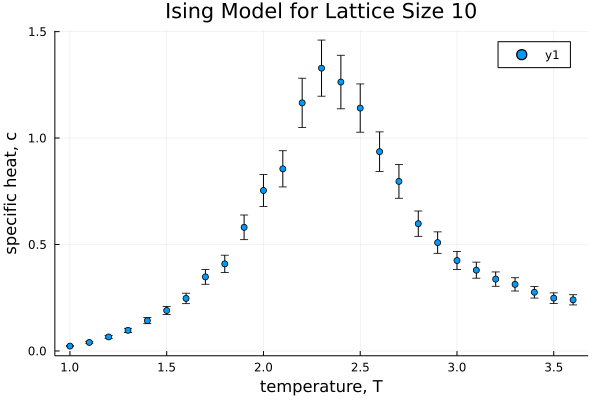 Ising Model for Lattice Size 10
y1
specific heat, c
1.5
1.0
0.5
0.0
1.0 1.5 2.0 2.5 3.0 3.5
temperature, T